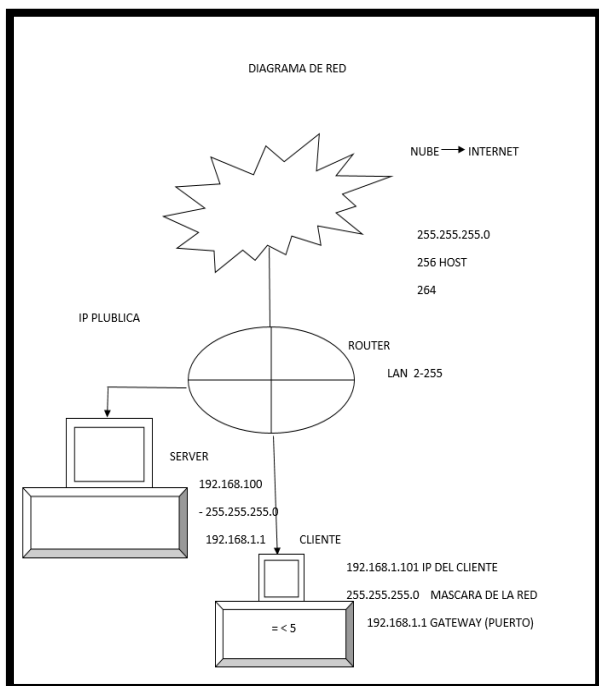 DIAGRAMA DE RED
NUBE → INTERNET
255.255.255.0
256 HOST
264
IP PLUBLICA
ROUTER
LAN 2-255
SERVER
192.168.100
- 255.255.255.0
192.168.1.1
CLIENTE
192.168.1.101 IP DEL CLIENTE
255.255.255.0 MASCARA DE LA RED
192.168.1.1 GATEWAY (PUERTO)
= < 5